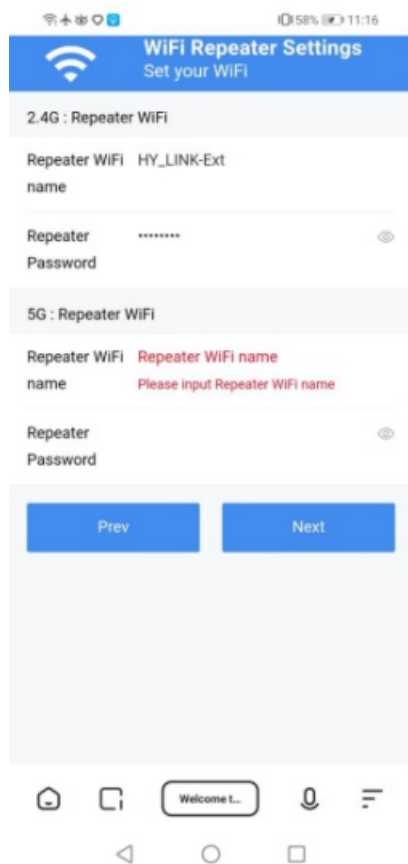 58% 11:16
WiFi Repeater Settings
Set your WiFi
2.4G : Repeater WiFi
Repeater WiFi name HY_LINK-Ext
Repeater Password ········
5G : Repeater WiFi
Repeater WiFi name Repeater WiFi name
Please input Repeater WiFi name
Repeater Password
Prev Next
Welcome t...